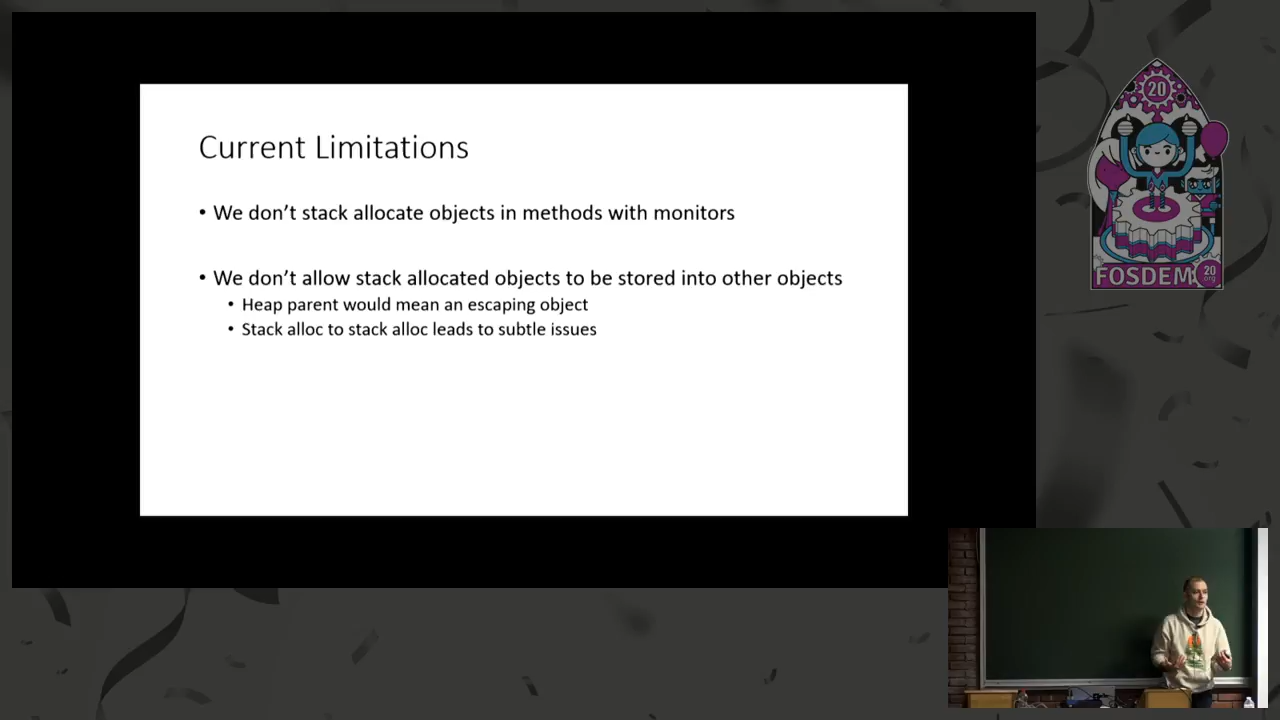 Current Limitations
• We don't stack allocate objects in methods with monitors
• We don't allow stack allocated objects to be stored into other objects
• Heap parent would mean an escaping object
• Stack alloc to stack alloc leads to subtle issues
20
FOSDEM 20
.org